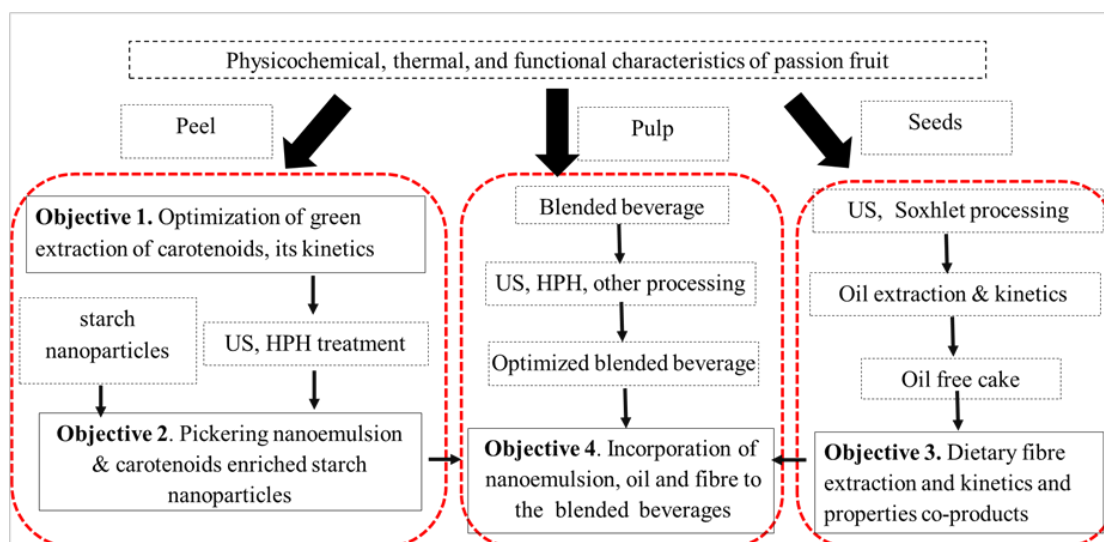 Physicochemical, thermal, and functional characteristics of passion fruit
Peel
Pulp
Seeds
Objective 1. Optimization of green
extraction of carotenoids, its kinetics
starch
nanoparticles
US, HPH treatment
Objective 2. Pickering nanoemulsion
& carotenoids enriched starch
nanoparticles
Blended beverage
US, HPH, other processing
Optimized blended beverage
Objective 4. Incorporation of
nanoemulsion, oil and fibre to
the blended beverages
US, Soxhlet processing
Oil extraction & kinetics
Oil free cake
Objective 3. Dietary fibre
extraction and kinetics and
properties co-products